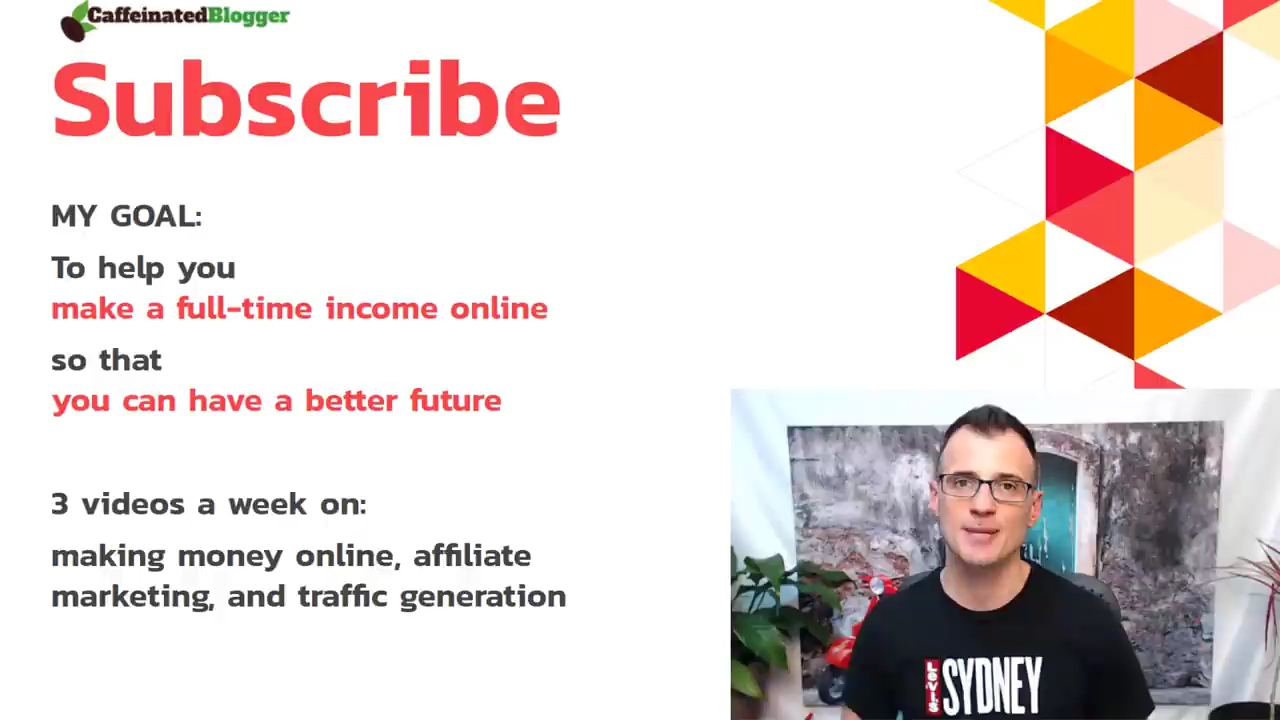 CaffeinatedBlogger
Subscribe
MY GOAL:
To help you
make a full-time income online
so that
you can have a better future
3 videos a week on:
making money online, affiliate
marketing, and traffic generation
Levi's
SYDNEY